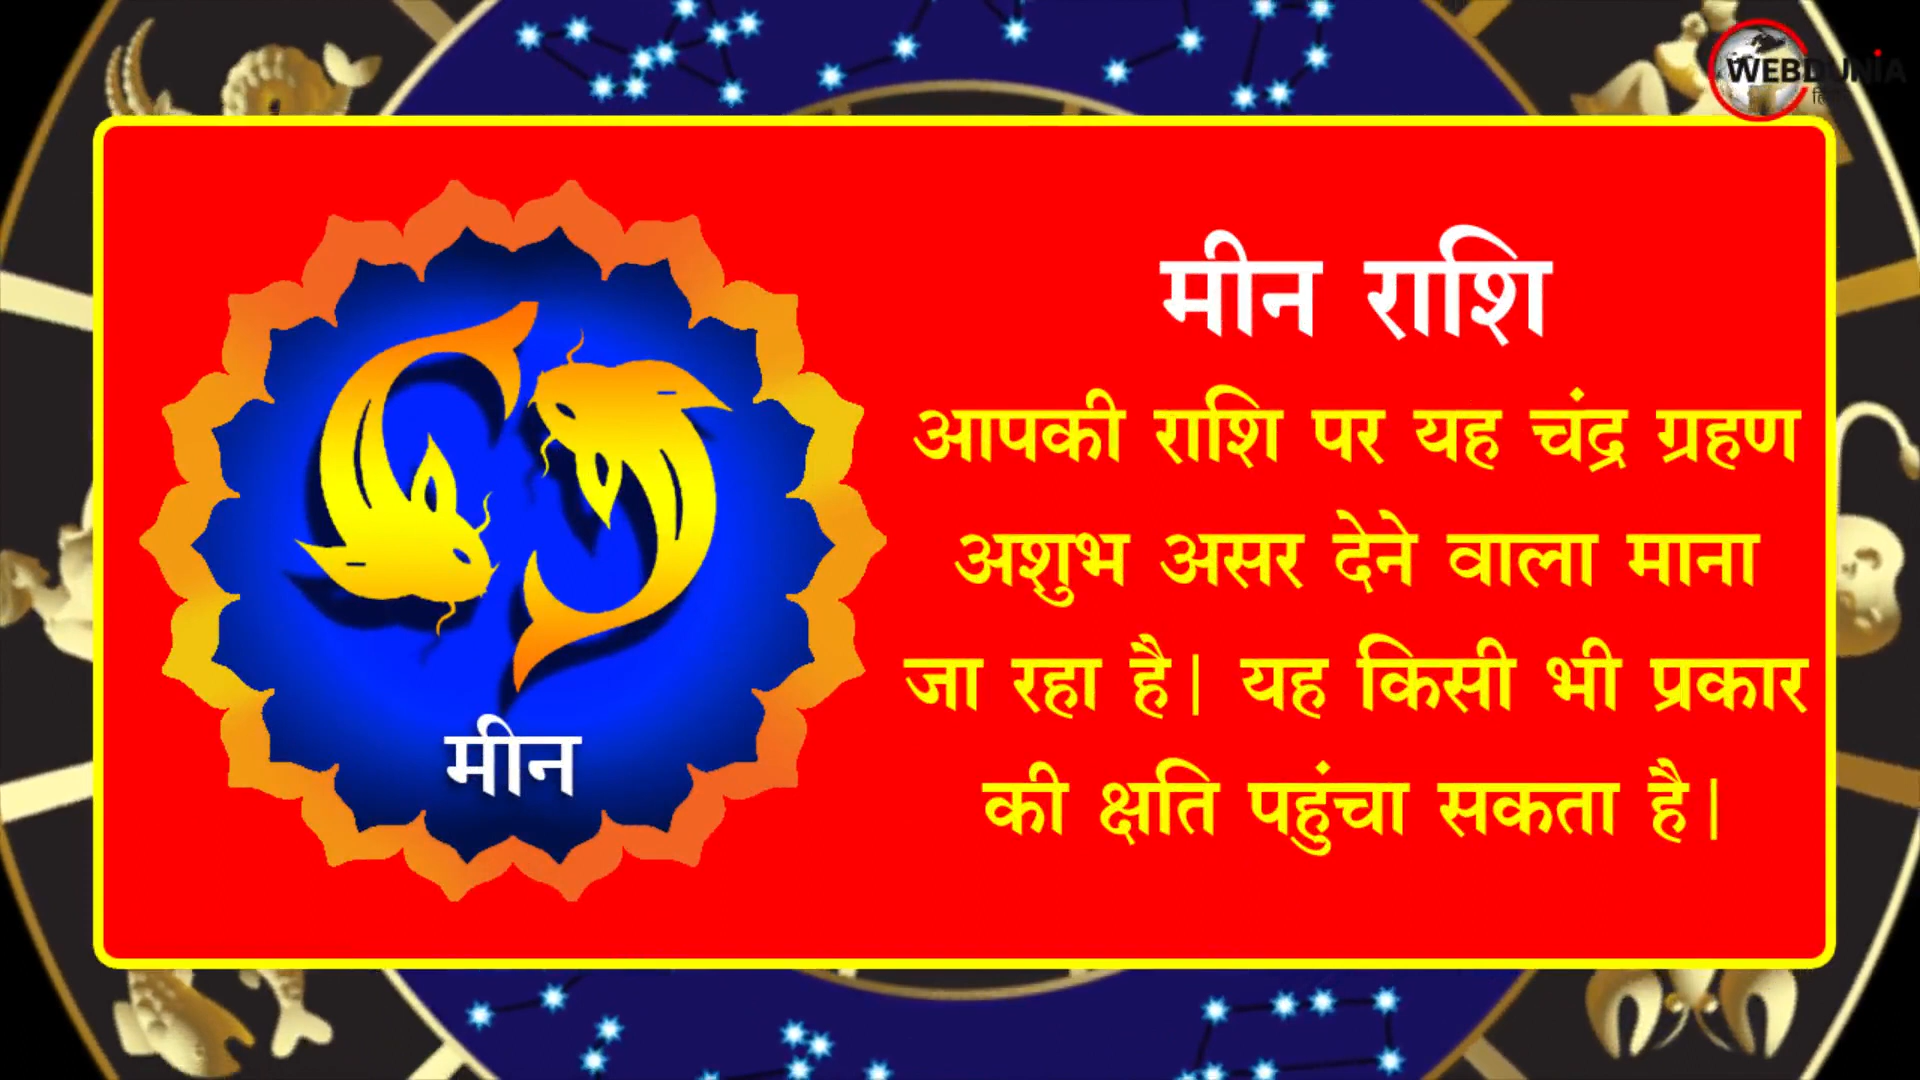 WEBDUNIA
मीन राशि
आपकी राशि पर यह चंद्र ग्रहण
अशुभ असर देने वाला माना
जा रहा है| यह किसी भी प्रकार
की क्षति पहुंचा सकता है|
मीन